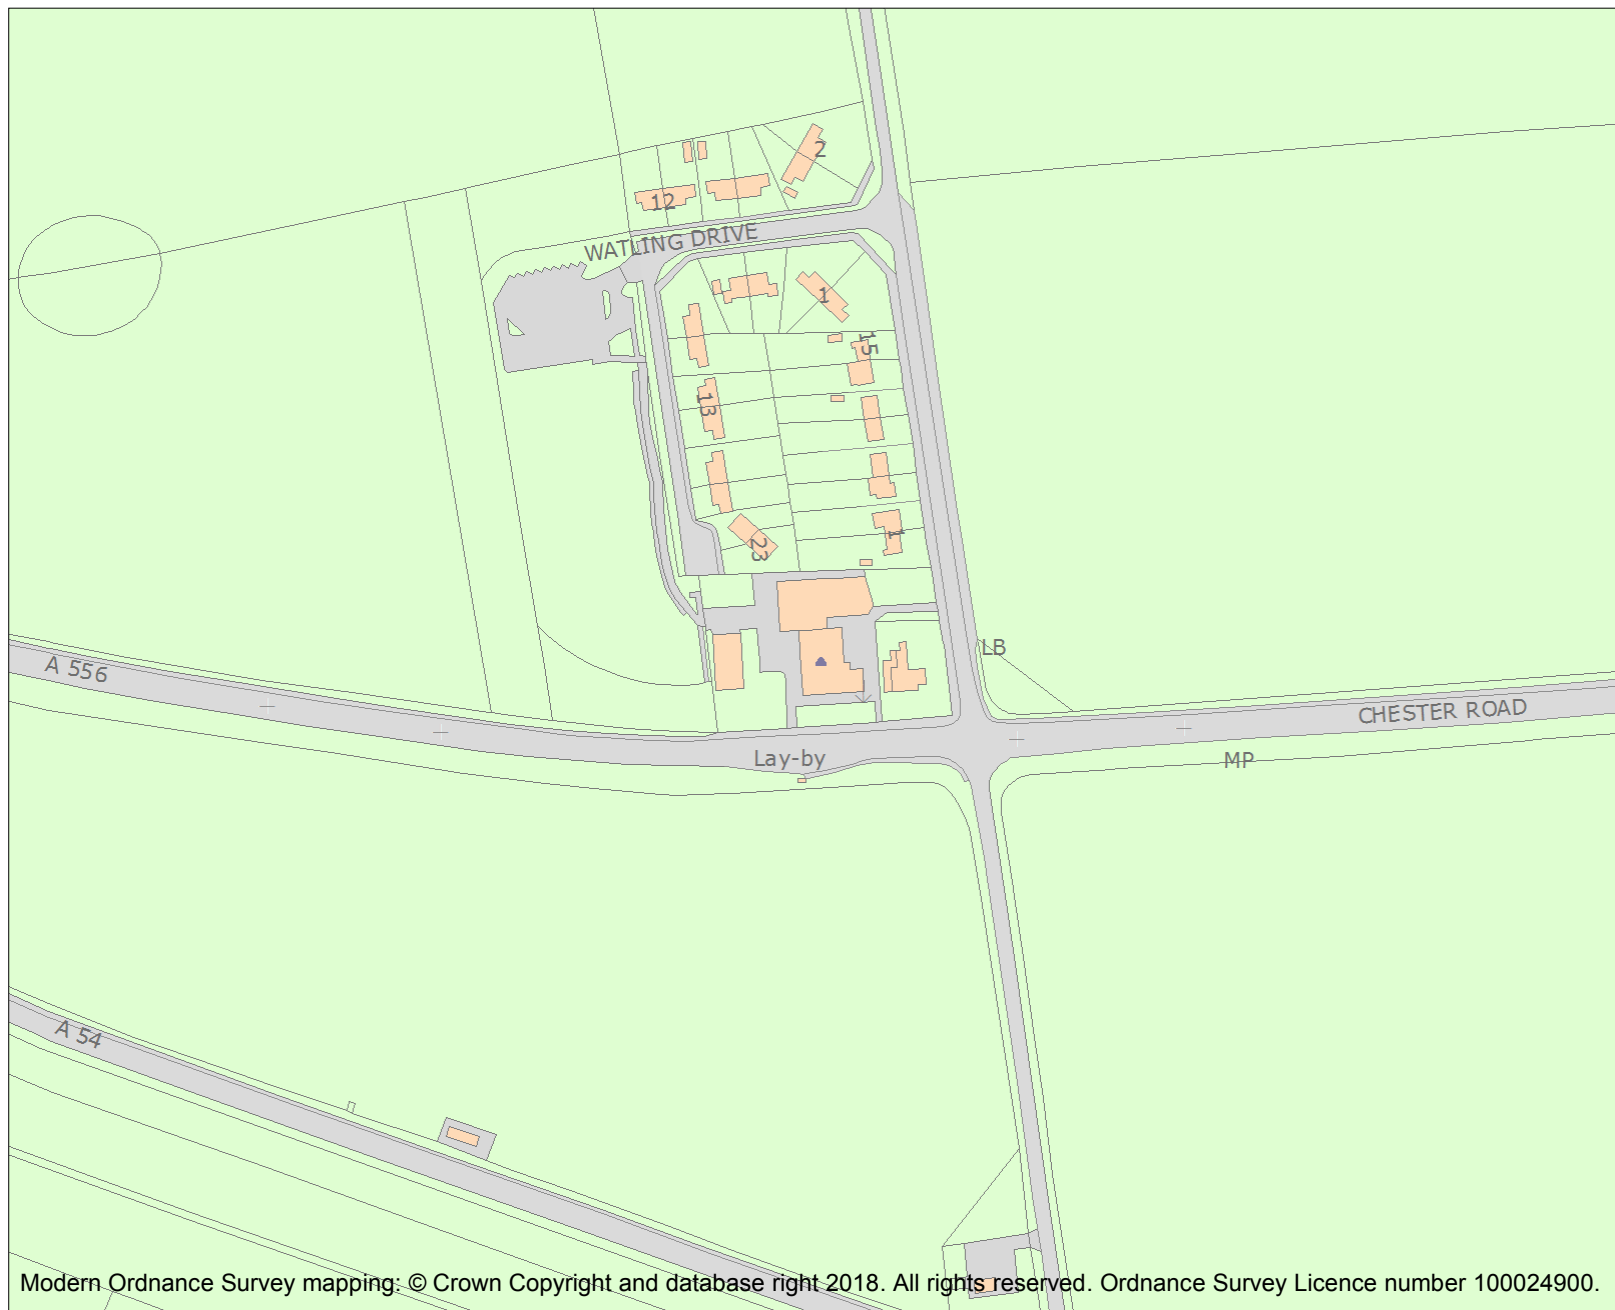 2
12
WATLING DRIVE
1
15
13
1
23
LB
A 556
CHESTER ROAD
Lay-by
MP
A 54
Modern Ordnance Survey mapping: © Crown Copyright and database right 2018. All rights reserved. Ordnance Survey Licence number 100024900.